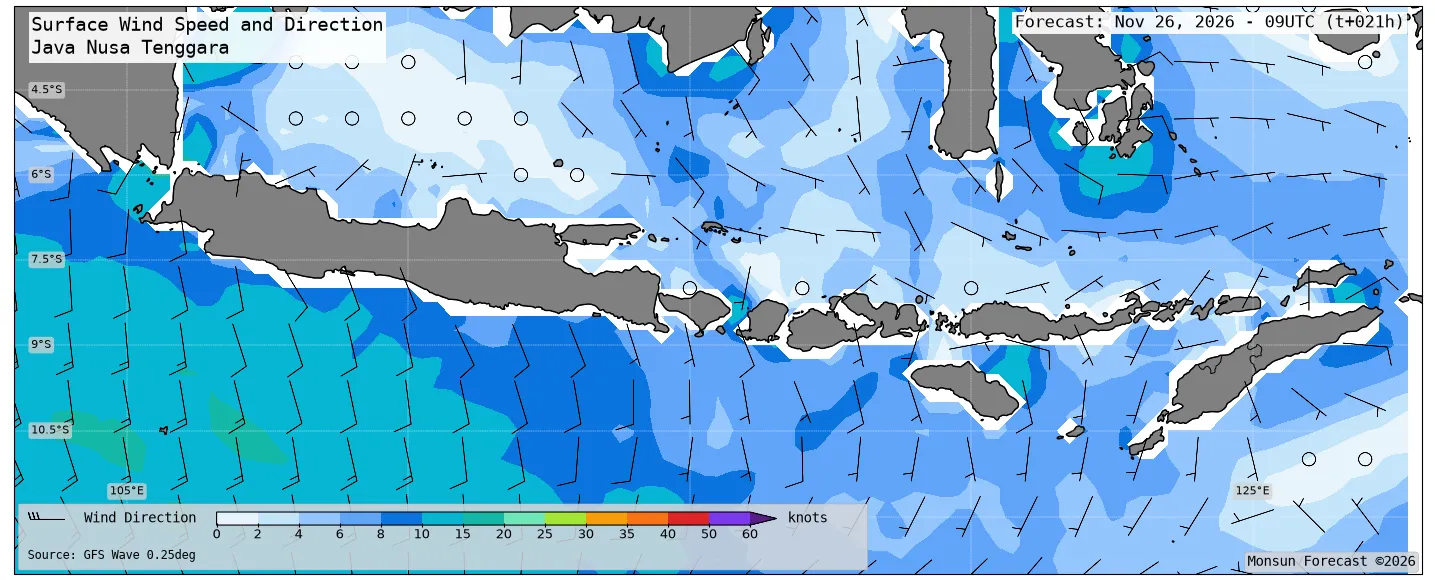 Surface Wind Speed and Direction
Java Nusa Tenggara
Forecast: Nov 26, 2026 - 09UTC (t+021h)
4.5°S
6°S
7.5°S
9°S
10.5°S
105°E
125°E
Wind Direction
0 2 4 6 8 10 15 20 25 30 35 40 50 60
knots
Source: GFS Wave 0.25deg
Monsun Forecast ©2026